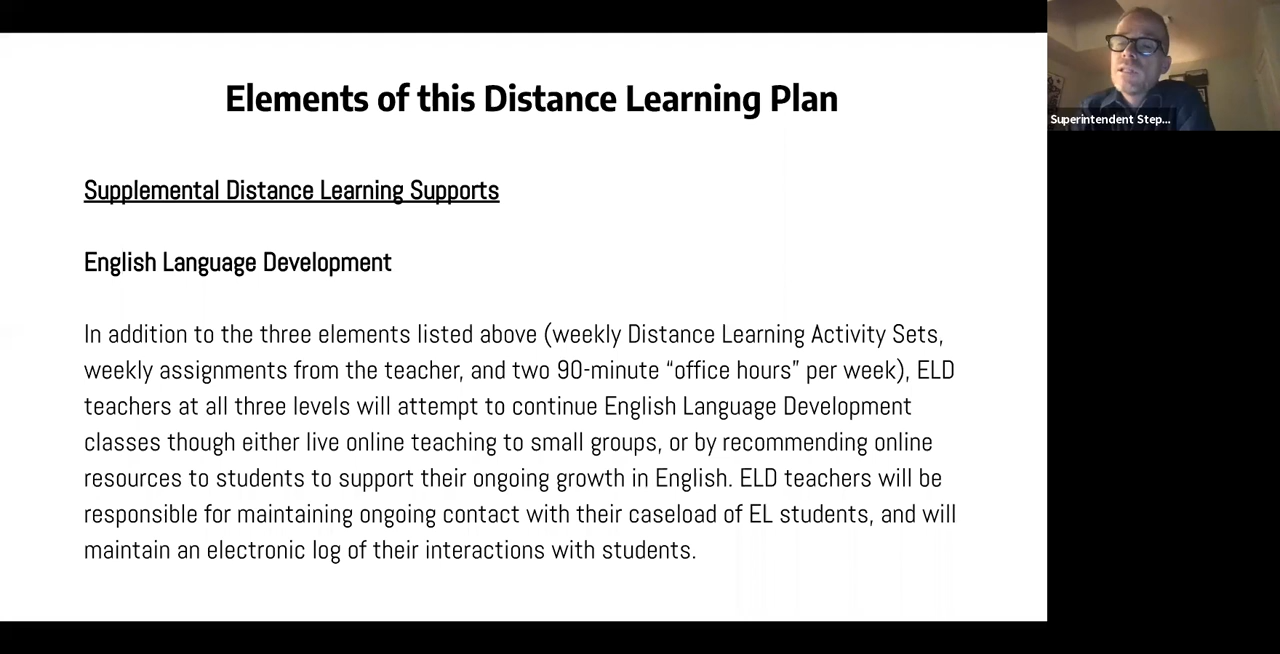 Elements of this Distance Learning Plan
Superintendent Step...
Supplemental Distance Learning Supports
English Language Development
In addition to the three elements listed above (weekly Distance Learning Activity Sets,
weekly assignments from the teacher, and two 90-minute “office hours” per week), ELD
teachers at all three levels will attempt to continue English Language Development
classes though either live online teaching to small groups, or by recommending online
resources to students to support their ongoing growth in English. ELD teachers will be
responsible for maintaining ongoing contact with their caseload of EL students, and will
maintain an electronic log of their interactions with students.